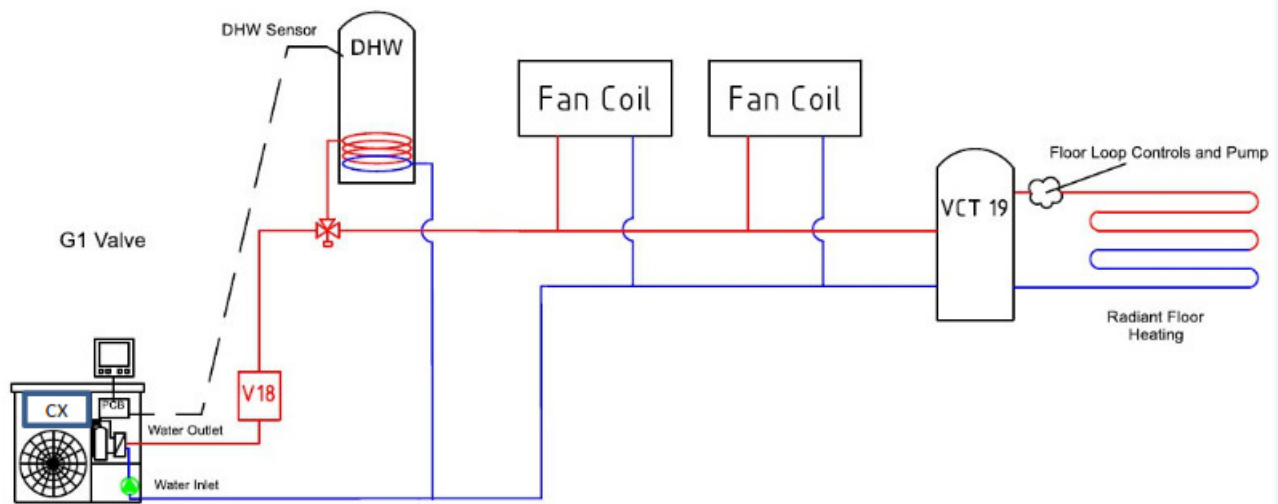 DHW Sensor
DHW
Fan Coil
Fan Coil
Floor Loop Controls and Pump
VCT 19
G1 Valve
Radiant Floor
Heating
V18
CX
PCB
Water Outlet
Water Inlet